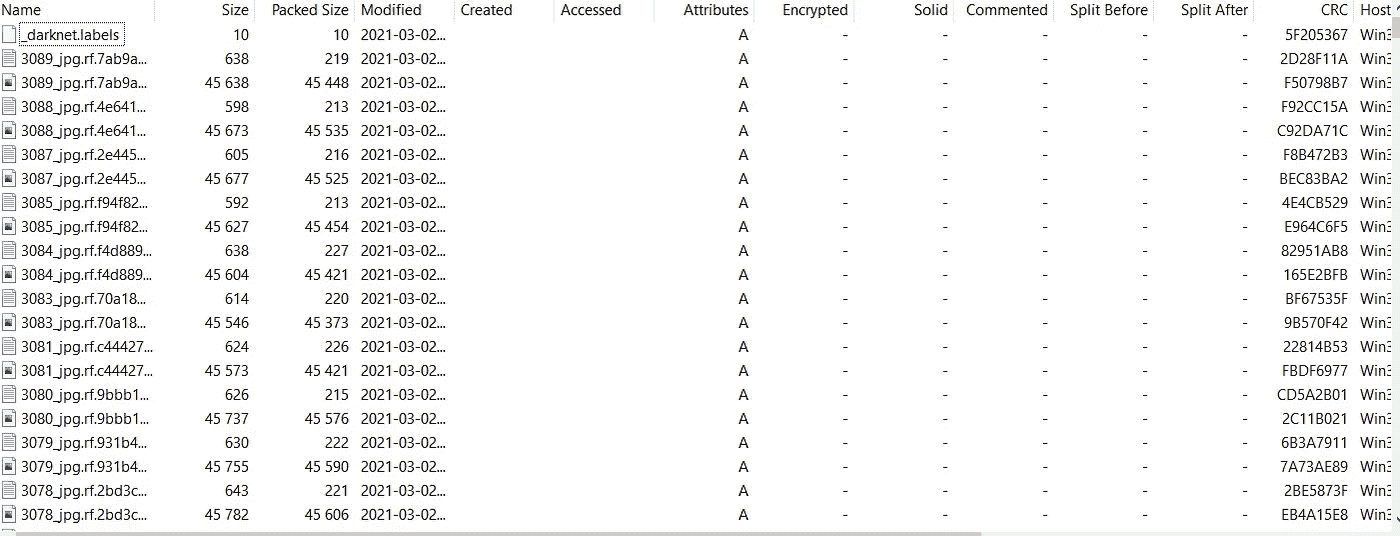 Name Size Packed Size Modified Created Accessed Attributes Encrypted Solid Commented Split Before Split After CRC Host
_darknet.labels 10 10 2021-03-02... A - - - - - 5F205367 Win3
3089_jpg.rf.7ab9a... 638 219 2021-03-02... A - - - - - 2D28F11A Win3
3089_jpg.rf.7ab9a... 45 638 45 448 2021-03-02... A - - - - - F50798B7 Win3
3088_jpg.rf.4e641... 598 213 2021-03-02... A - - - - - F92CC15A Win3
3088_jpg.rf.4e641... 45 673 45 535 2021-03-02... A - - - - - C92DA71C Win3
3087_jpg.rf.2e445... 605 216 2021-03-02... A - - - - - F8B472B3 Win3
3087_jpg.rf.2e445... 45 677 45 525 2021-03-02... A - - - - - BEC83BA2 Win3
3085_jpg.rf.f94f82... 592 213 2021-03-02... A - - - - - 4E4CB529 Win3
3085_jpg.rf.f94f82... 45 627 45 454 2021-03-02... A - - - - - E964C6F5 Win3
3084_jpg.rf.f4d889... 638 227 2021-03-02... A - - - - - 82951AB8 Win3
3084_jpg.rf.f4d889... 45 604 45 421 2021-03-02... A - - - - - 165E2BFB Win3
3083_jpg.rf.70a18... 614 220 2021-03-02... A - - - - - BF67535F Win3
3083_jpg.rf.70a18... 45 546 45 373 2021-03-02... A - - - - - 9B570F42 Win3
3081_jpg.rf.c44427... 624 226 2021-03-02... A - - - - - 22814B53 Win3
3081_jpg.rf.c44427... 45 573 45 421 2021-03-02... A - - - - - FBDF6977 Win3
3080_jpg.rf.9bbb1... 626 215 2021-03-02... A - - - - - CD5A2B01 Win3
3080_jpg.rf.9bbb1... 45 737 45 576 2021-03-02... A - - - - - 2C11B021 Win3
3079_jpg.rf.931b4... 630 222 2021-03-02... A - - - - - 6B3A7911 Win3
3079_jpg.rf.931b4... 45 755 45 590 2021-03-02... A - - - - - 7A73AE89 Win3
3078_jpg.rf.2bd3c... 643 221 2021-03-02... A - - - - - 2BE5873F Win3
3078_jpg.rf.2bd3c... 45 782 45 606 2021-03-02... A - - - - - EB4A15E8 Win3